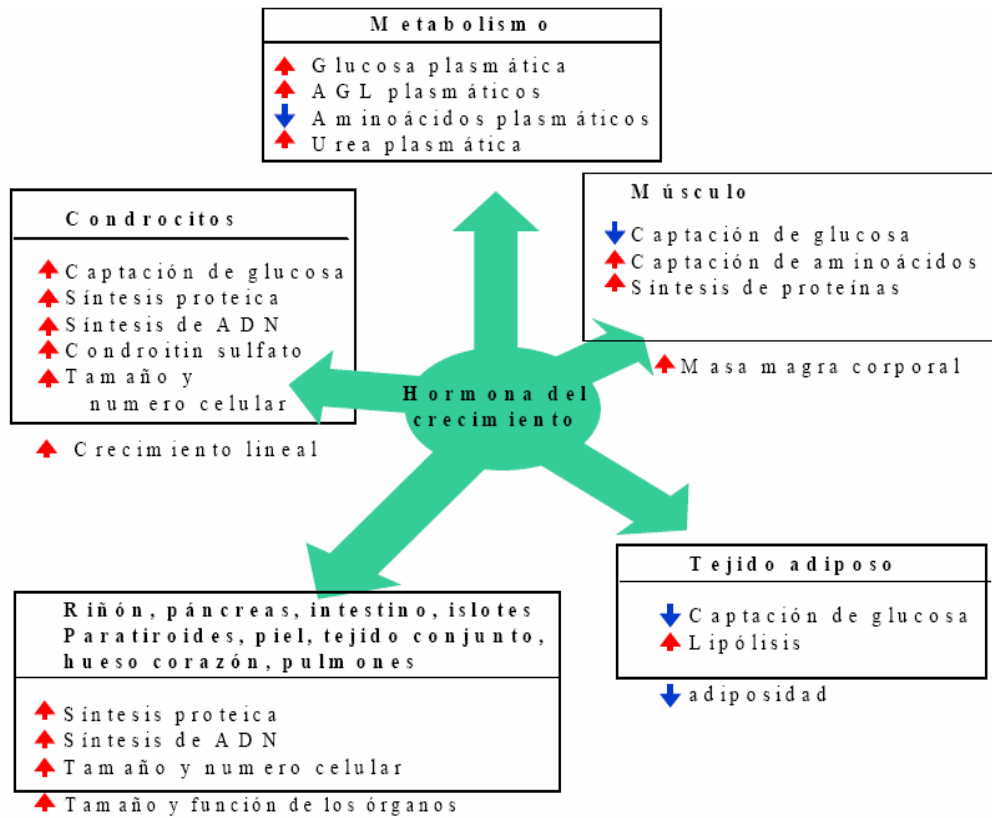 Metabolismo
Glucosa plasmática
AGL plasmáticos
Aminoácidos plasmáticos
Urea plasmática
Condrocitos
Captación de glucosa
Síntesis proteica
Síntesis de ADN
Condroitin sulfato
Tamaño y
numero celular
Crecimiento lineal
Músculo
Captación de glucosa
Captación de aminoácidos
Síntesis de proteínas
Masa magra corporal
Hormona del
crecimiento
Riñón, páncreas, intestino, islotes
Paratiroides, piel, tejido conjunto,
hueso corazón, pulmones
Síntesis proteica
Síntesis de ADN
Tamaño y numero celular
Tamaño y función de los órganos
Tejido adiposo
Captación de glucosa
Lipólisis
adiposidad